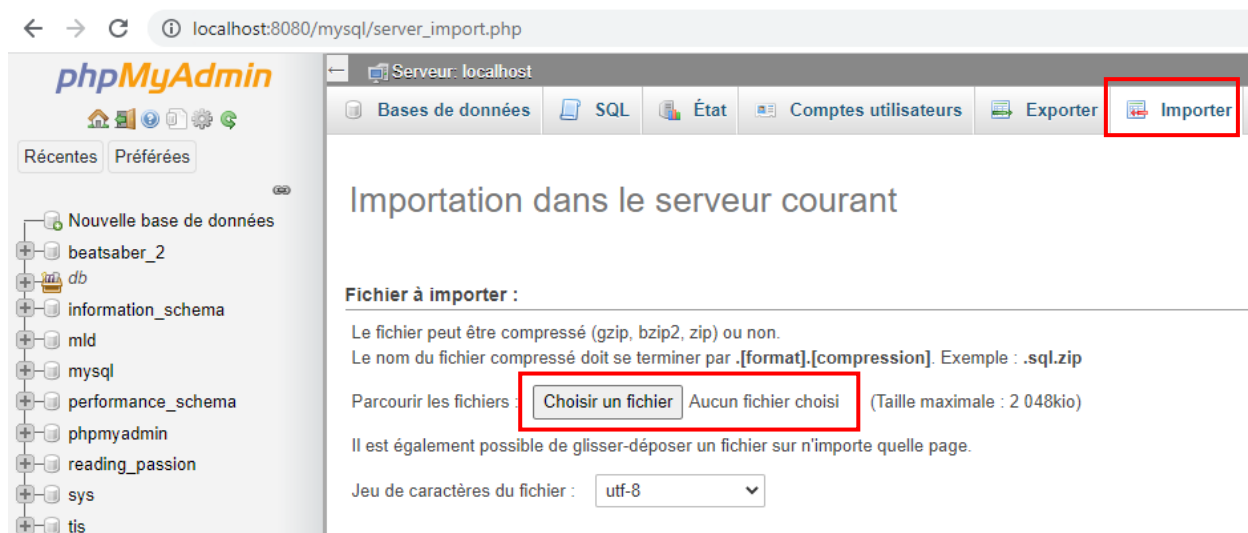 localhost:8080/mysql/server_import.php
phpMyAdmin
Récentes Préférées
Nouvelle base de données
beatsaber_2
db
information_schema
mld
mysql
performance_schema
phpmyadmin
reading_passion
sys
tis
Serveur: localhost
Bases de données SQL État Comptes utilisateurs Exporter Importer
Importation dans le serveur courant
Fichier à importer :
Le fichier peut être compressé (gzip, bzip2, zip) ou non.
Le nom du fichier compressé doit se terminer par .[format].[compression]. Exemple : .sql.zip
Parcourir les fichiers : Choisir un fichier Aucun fichier choisi (Taille maximale : 2 048kio)
Il est également possible de glisser-déposer un fichier sur n'importe quelle page.
Jeu de caractères du fichier : utf-8